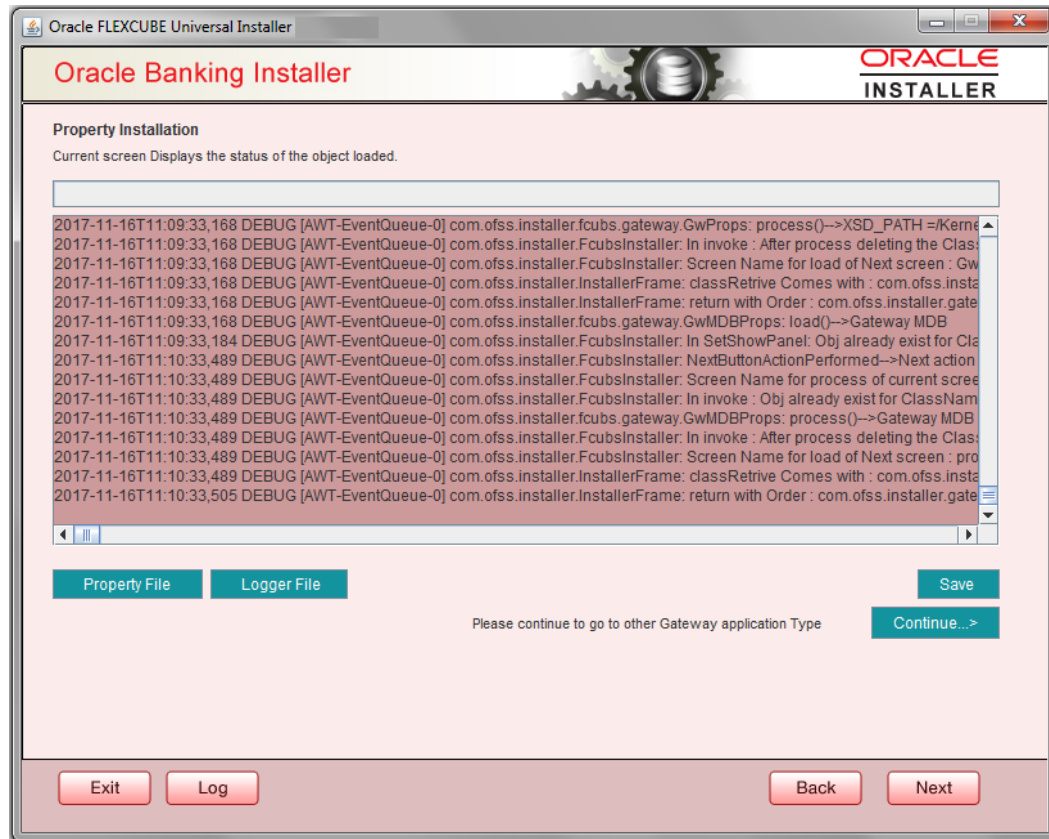 Oracle FLEXCUBE Universal Installer
Oracle Banking Installer
ORACLE
INSTALLER
Property Installation
Current screen Displays the status of the object loaded.
2017-11-16T11:09:33,168 DEBUG [AWT-EventQueue-0] com.ofss.installer.fcubs.gateway.GwProps: process()-->XSD_PATH =/Kerne
2017-11-16T11:09:33,168 DEBUG [AWT-EventQueue-0] com.ofss.installer.FcubsInstaller: In invoke : After process deleting the Clas
2017-11-16T11:09:33,168 DEBUG [AWT-EventQueue-0] com.ofss.installer.FcubsInstaller: Screen Name for load of Next screen : Gw
2017-11-16T11:09:33,168 DEBUG [AWT-EventQueue-0] com.ofss.installer.InstallerFrame: classRetrive Comes with : com.ofss.insta
2017-11-16T11:09:33,168 DEBUG [AWT-EventQueue-0] com.ofss.installer.InstallerFrame: return with Order : com.ofss.installer.gate
2017-11-16T11:09:33,168 DEBUG [AWT-EventQueue-0] com.ofss.installer.fcubs.gateway.GwMDBProps: load()-->Gateway MDB
2017-11-16T11:09:33,184 DEBUG [AWT-EventQueue-0] com.ofss.installer.FcubsInstaller: In SetShowPanel: Obj already exist for Cla
2017-11-16T11:10:33,489 DEBUG [AWT-EventQueue-0] com.ofss.installer.FcubsInstaller: NextButtonActionPerformed-->Next action
2017-11-16T11:10:33,489 DEBUG [AWT-EventQueue-0] com.ofss.installer.FcubsInstaller: Screen Name for process of current scree
2017-11-16T11:10:33,489 DEBUG [AWT-EventQueue-0] com.ofss.installer.FcubsInstaller: In invoke : Obj already exist for ClassNam
2017-11-16T11:10:33,489 DEBUG [AWT-EventQueue-0] com.ofss.installer.fcubs.gateway.GwMDBProps: process()-->Gateway MDB
2017-11-16T11:10:33,489 DEBUG [AWT-EventQueue-0] com.ofss.installer.FcubsInstaller: In invoke : After process deleting the Clas
2017-11-16T11:10:33,489 DEBUG [AWT-EventQueue-0] com.ofss.installer.FcubsInstaller: Screen Name for load of Next screen : pro
2017-11-16T11:10:33,489 DEBUG [AWT-EventQueue-0] com.ofss.installer.InstallerFrame: classRetrive Comes with : com.ofss.insta
2017-11-16T11:10:33,505 DEBUG [AWT-EventQueue-0] com.ofss.installer.InstallerFrame: return with Order : com.ofss.installer.gate
Property File Logger File Save
Please continue to go to other Gateway application Type Continue...>
Exit Log Back Next